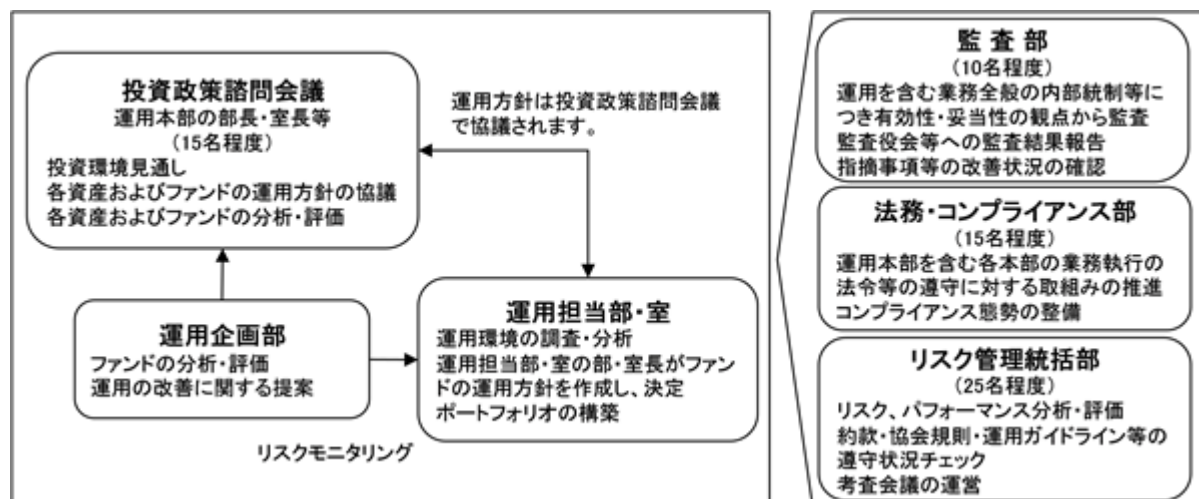 投資政策諮問会議
運用本部の部長・室長等
(15名程度)
投資環境見通し
各資産およびファンドの運用方針の協議
各資産およびファンドの分析・評価
運用方針は投資政策諮問会議
で協議されます。
運用企画部
ファンドの分析・評価
運用の改善に関する提案
運用担当部・室
運用環境の調査・分析
運用担当部・室の部・室長がファン
ドの運用方針を作成し、決定
ポートフォリオの構築
リスクモニタリング
監 査 部
(10名程度)
運用を含む業務全般の内部統制等に
つき有効性・妥当性の観点から監査
監査役会等への監査結果報告
指摘事項等の改善状況の確認
法務・コンプライアンス部
(15名程度)
運用本部を含む各本部の業務執行の
法令等の遵守に対する取組みの推進
コンプライアンス態勢の整備
リスク管理統括部
(25名程度)
リスク、パフォーマンス分析・評価
約款・協会規則・運用ガイドライン等の
遵守状況チェック
考査会議の運営